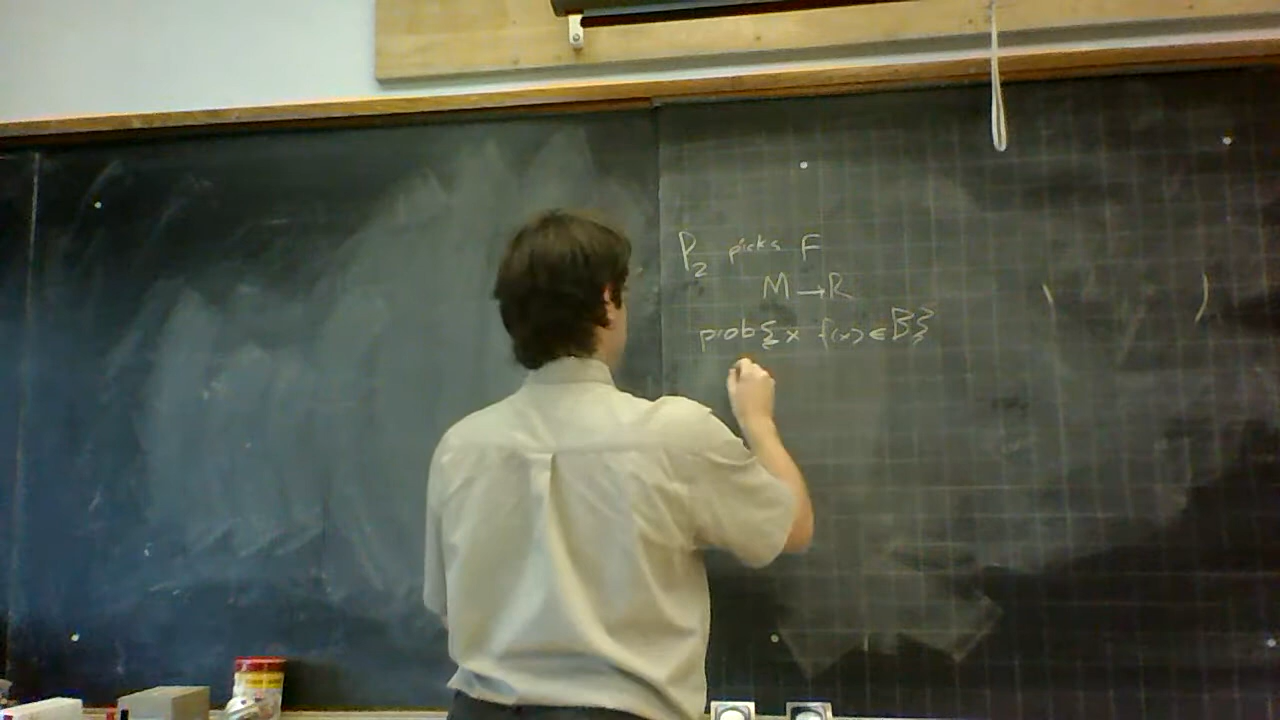 P2 picks F
M → R
prob{x f(x) ∈ B}